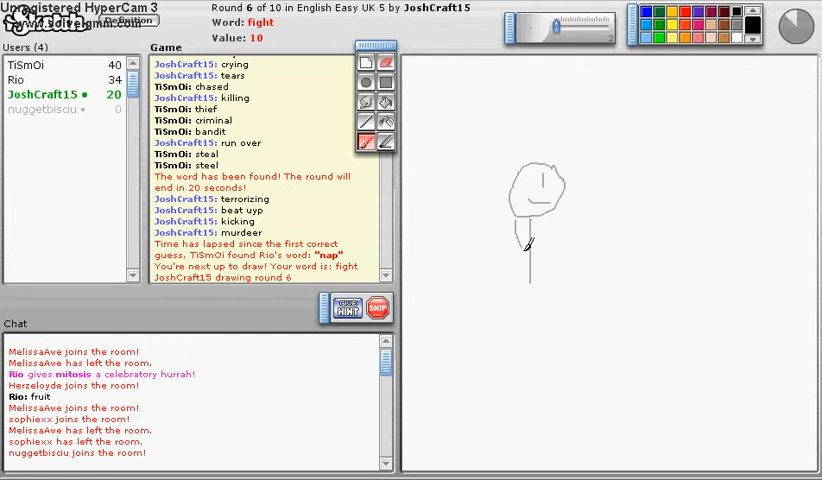 Unregistered HyperCam 3
Definition
Round 6 of 10 in English Easy UK 5 by JoshCraft15
Word: fight
Value: 10
2
Users (4)
TiSmOi 40
Rio 34
JoshCraft15 • 20
nuggetbisciu 0
Game
JoshCraft15: crying
JoshCraft15: tears
TiSmOi: chased
JoshCraft15: killing
TiSmOi: thief
TiSmOi: criminal
TiSmOi: bandit
JoshCraft15: run over
TiSmOi: steal
TiSmOi: steel
The word has been found! The round will
end in 20 seconds!
JoshCraft15: terrorizing
JoshCraft15: beat uyp
JoshCraft15: kicking
JoshCraft15: murdeer
Time has lapsed since the first correct
guess. TiSmOi found Rio's word: "nap"
You're next up to draw! Your word is: fight
JoshCraft15 drawing round 6
GIVE
HINT
SKIP
Chat
MelissaAwe joins the room!
MelissaAwe has left the room.
Rio gives mitosis a celebratory hurrah!
Herzeloyde joins the room!
Rio: fruit
MelissaAwe joins the room!
sophiexx joins the room!
MelissaAwe has left the room.
sophiexx has left the room.
nuggetbisciu joins the room!